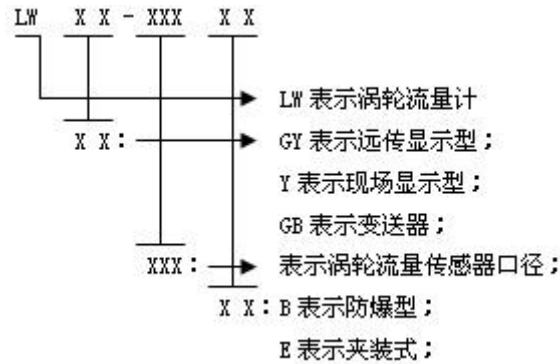 LW X X - XXX X X
LW 表示涡轮流量计
X X: GY 表示远传显示型；
Y 表示现场显示型；
GB 表示变送器；
XXX: 表示涡轮流量传感器口径；
X X: B 表示防爆型；
E 表示夹装式；